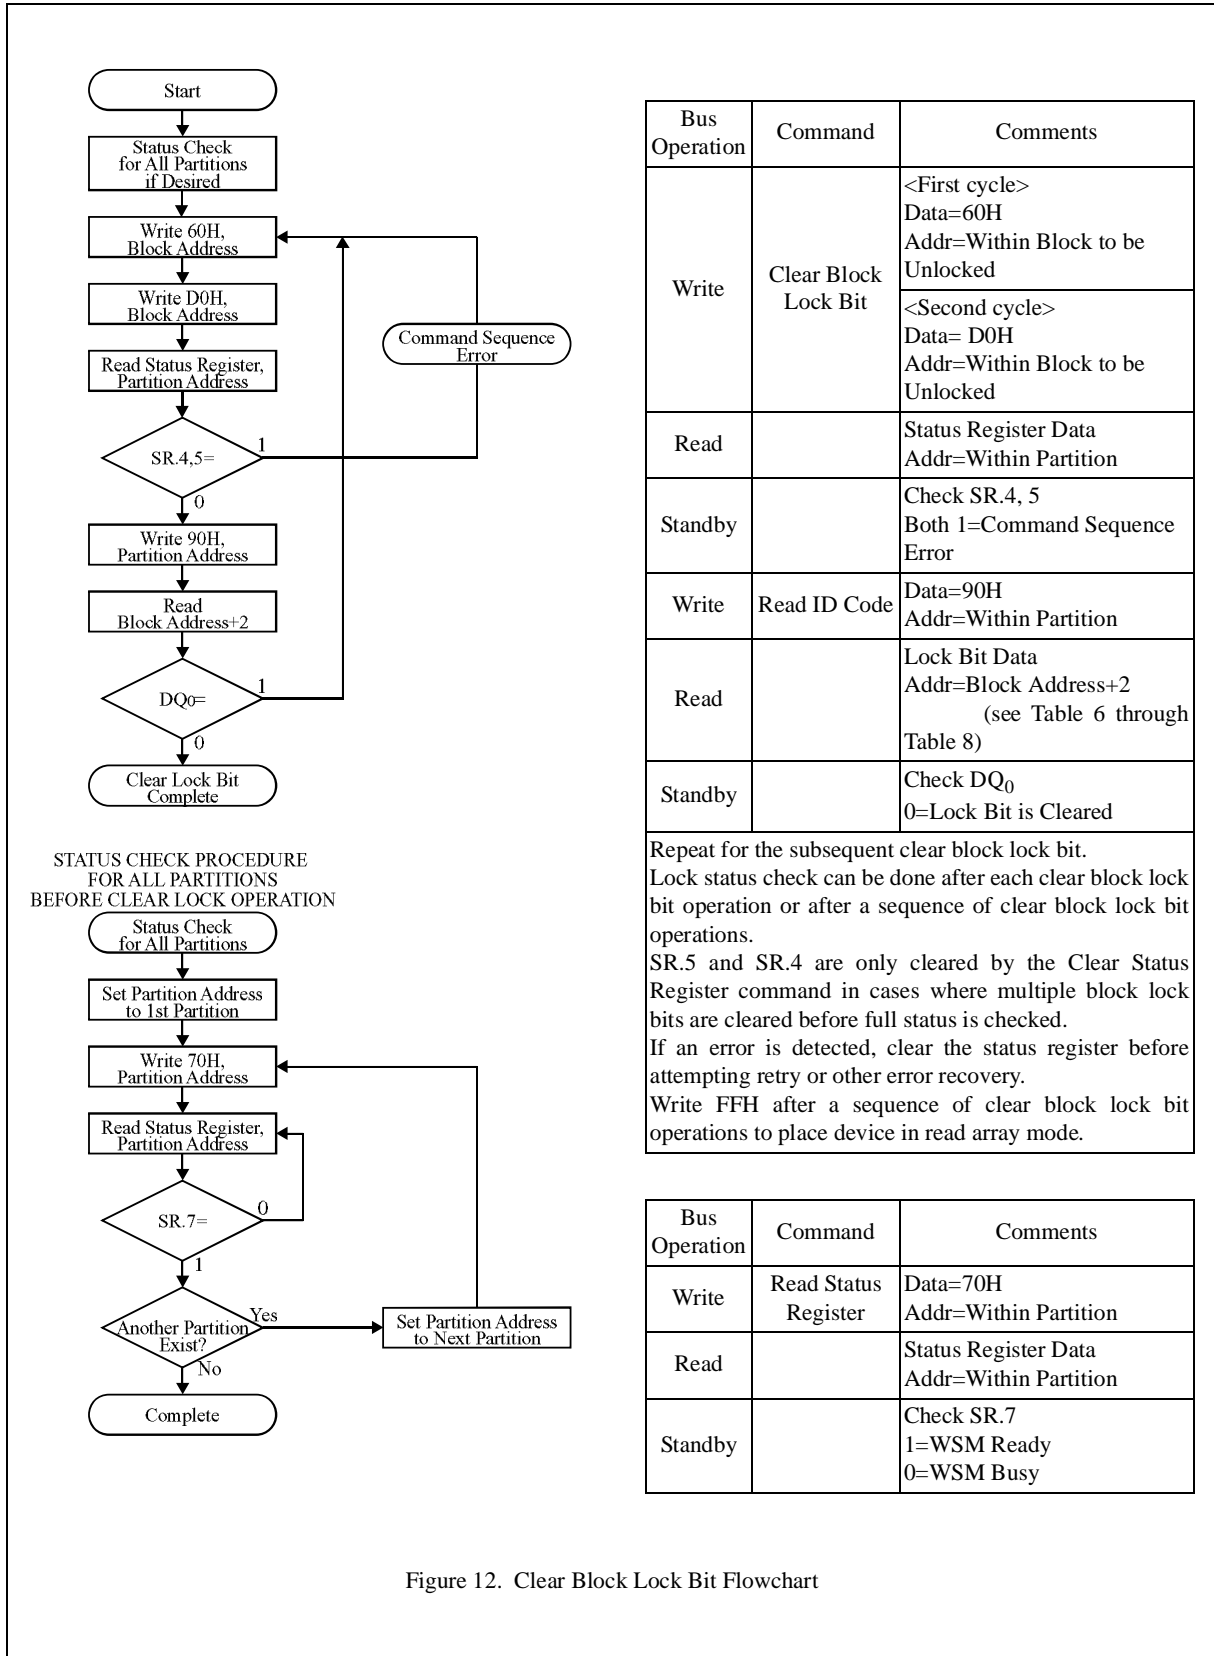 Start
Status Check
for All Partitions
if Desired
Write 60H,
Block Address
Write D0H,
Block Address
Command Sequence
Error
Read Status Register,
Partition Address
SR.4,5=
1
0
Write 90H,
Partition Address
Read
Block Address+2
DQ0=
1
0
Clear Lock Bit
Complete
STATUS CHECK PROCEDURE
FOR ALL PARTITIONS
BEFORE CLEAR LOCK OPERATION
Status Check
for All Partitions
Set Partition Address
to 1st Partition
Write 70H,
Partition Address
Read Status Register,
Partition Address
SR.7=
0
1
Another Partition
Exist?
Yes
No
Set Partition Address
to Next Partition
Complete
Bus
Operation
Command
Comments
Write
Clear Block
Lock Bit
<First cycle>
Data=60H
Addr=Within Block to be
Unlocked
<Second cycle>
Data= D0H
Addr=Within Block to be
Unlocked
Read
Status Register Data
Addr=Within Partition
Standby
Check SR.4, 5
Both 1=Command Sequence
Error
Write
Read ID Code
Data=90H
Addr=Within Partition
Read
Lock Bit Data
Addr=Block Address+2
(see Table 6 through
Table 8)
Standby
Check DQ0
0=Lock Bit is Cleared
Repeat for the subsequent clear block lock bit.
Lock status check can be done after each clear block lock
bit operation or after a sequence of clear block lock bit
operations.
SR.5 and SR.4 are only cleared by the Clear Status
Register command in cases where multiple block lock
bits are cleared before full status is checked.
If an error is detected, clear the status register before
attempting retry or other error recovery.
Write FFH after a sequence of clear block lock bit
operations to place device in read array mode.
Bus
Operation
Command
Comments
Write
Read Status
Register
Data=70H
Addr=Within Partition
Read
Status Register Data
Addr=Within Partition
Standby
Check SR.7
1=WSM Ready
0=WSM Busy
Figure 12. Clear Block Lock Bit Flowchart